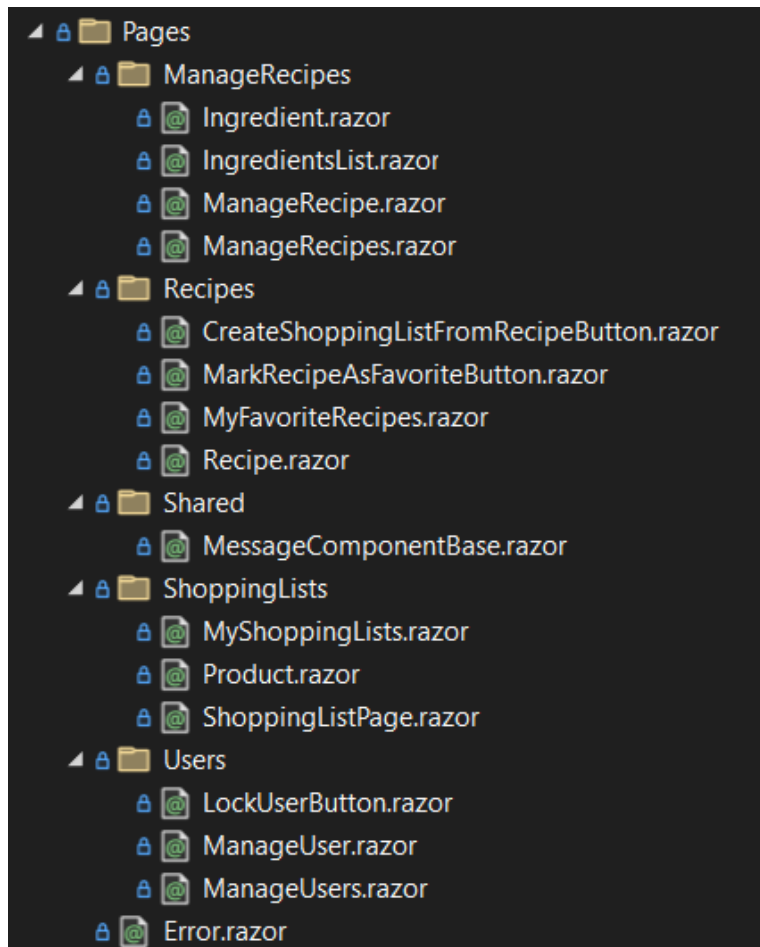 Pages
ManageRecipes
Ingredient.razor
IngredientsList.razor
ManageRecipe.razor
ManageRecipes.razor
Recipes
CreateShoppingListFromRecipeButton.razor
MarkRecipeAsFavoriteButton.razor
MyFavoriteRecipes.razor
Recipe.razor
Shared
MessageComponentBase.razor
ShoppingLists
MyShoppingLists.razor
Product.razor
ShoppingListPage.razor
Users
LockUserButton.razor
ManageUser.razor
ManageUsers.razor
Error.razor